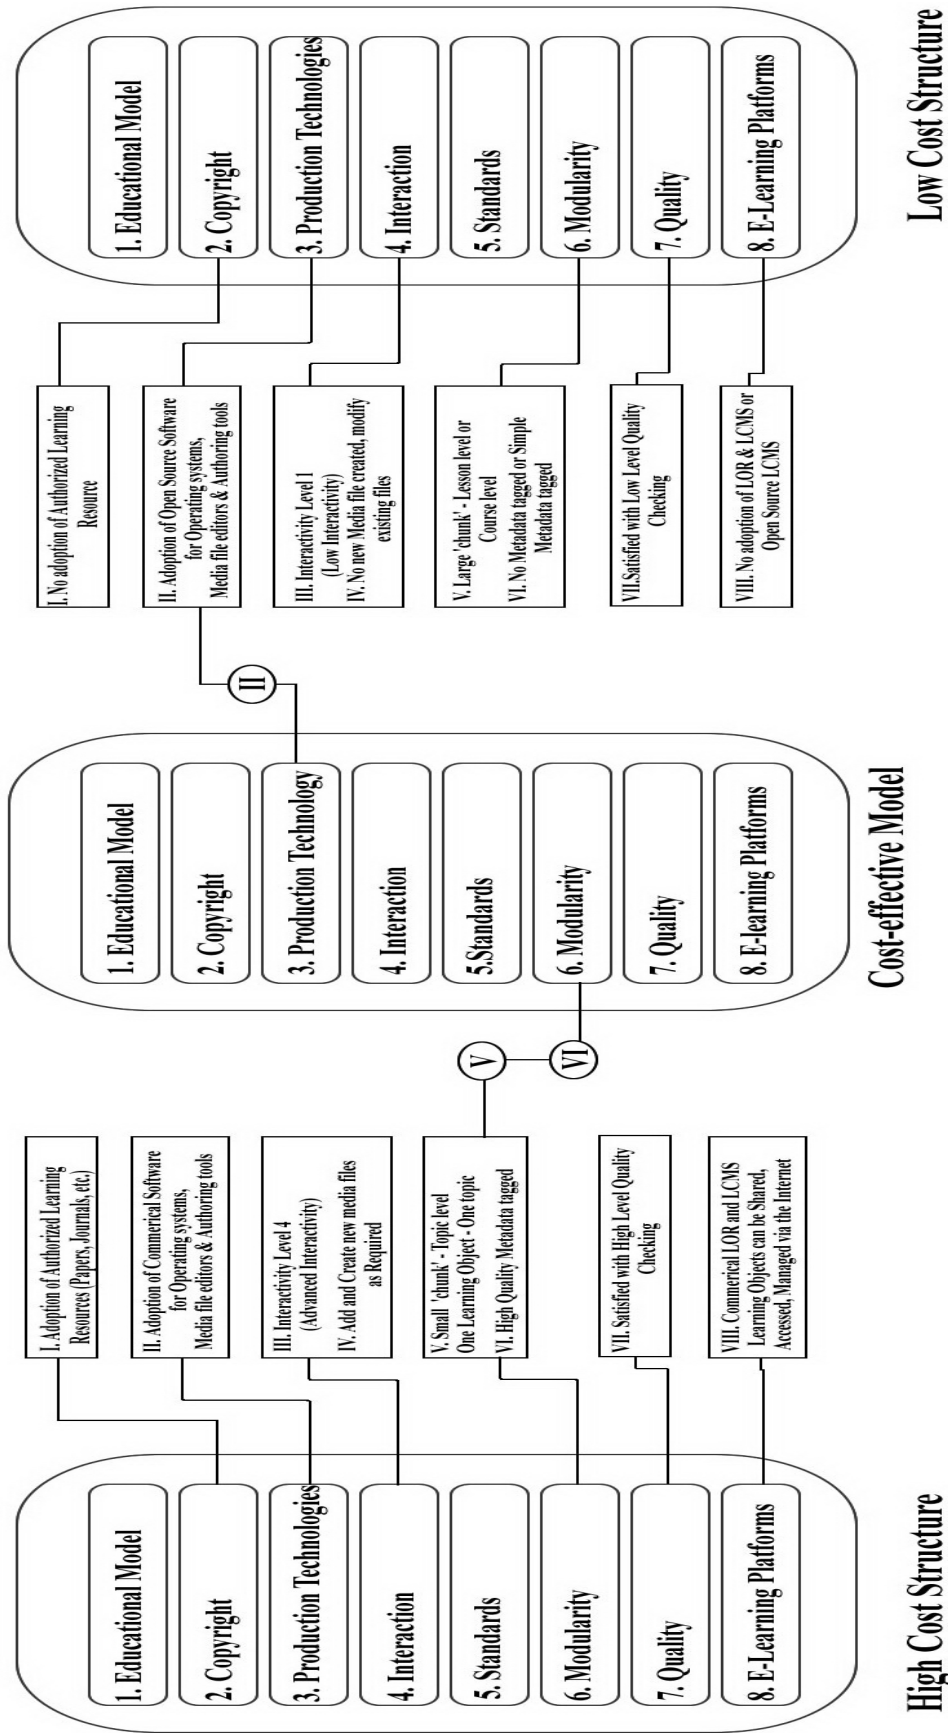 1. Educational Model
2. Copyright
3. Production Technologies
4. Interaction
5. Standards
6. Modularity
7. Quality
8. E-Learning Platforms
High Cost Structure
I. Adoption of Authorized Learning
Resources (Papers, Journals, etc.)
II. Adoption of Commerical Software
for Operating systems,
Media file editors & Authoring tools
III. Interactivity Level 4
(Advanced Interactivity)
IV. Add and Create new media files
as Required
V. Small 'chunk' - Topic level
One Learning Object - One topic
VI. High Quality Metadata tagged
VII. Satisfied with High Level Quality
Checking
VIII. Commerical LOR and LCMS
Learning Objects can be Shared,
Accessed, Managed via the Internet
V
VI
1. Educational Model
2. Copyright
3. Production Technology
4. Interaction
5.Standards
6. Modularity
7. Quality
8. E-learning Platforms
Cost-effective Model
II
I. No adoption of Authorized Learning
Resource
II. Adoption of Open Source Software
for Operating systems,
Media file editors & Authoring tools
III. Interactivity Level 1
(Low Interactivity)
IV. No new Media file created, modify
existing files
V. Large 'chunk' - Lesson level or
Course level
VI. No Metadata tagged or Simple
Metadata tagged
VII.Satisfied with Low Level Quality
Checking
VIII. No adoption of LOR & LCMS or
Open Source LCMS
1. Educational Model
2. Copyright
3. Production Technologies
4. Interaction
5. Standards
6. Modularity
7. Quality
8. E-Learning Platforms
Low Cost Structure